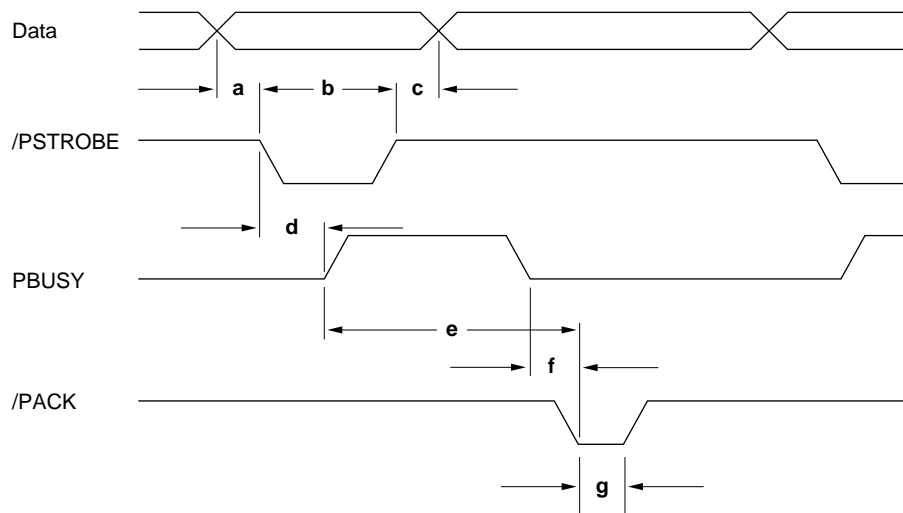 Data
a b c
/PSTROBE
d
PBUSY
e
f
/PACK
g